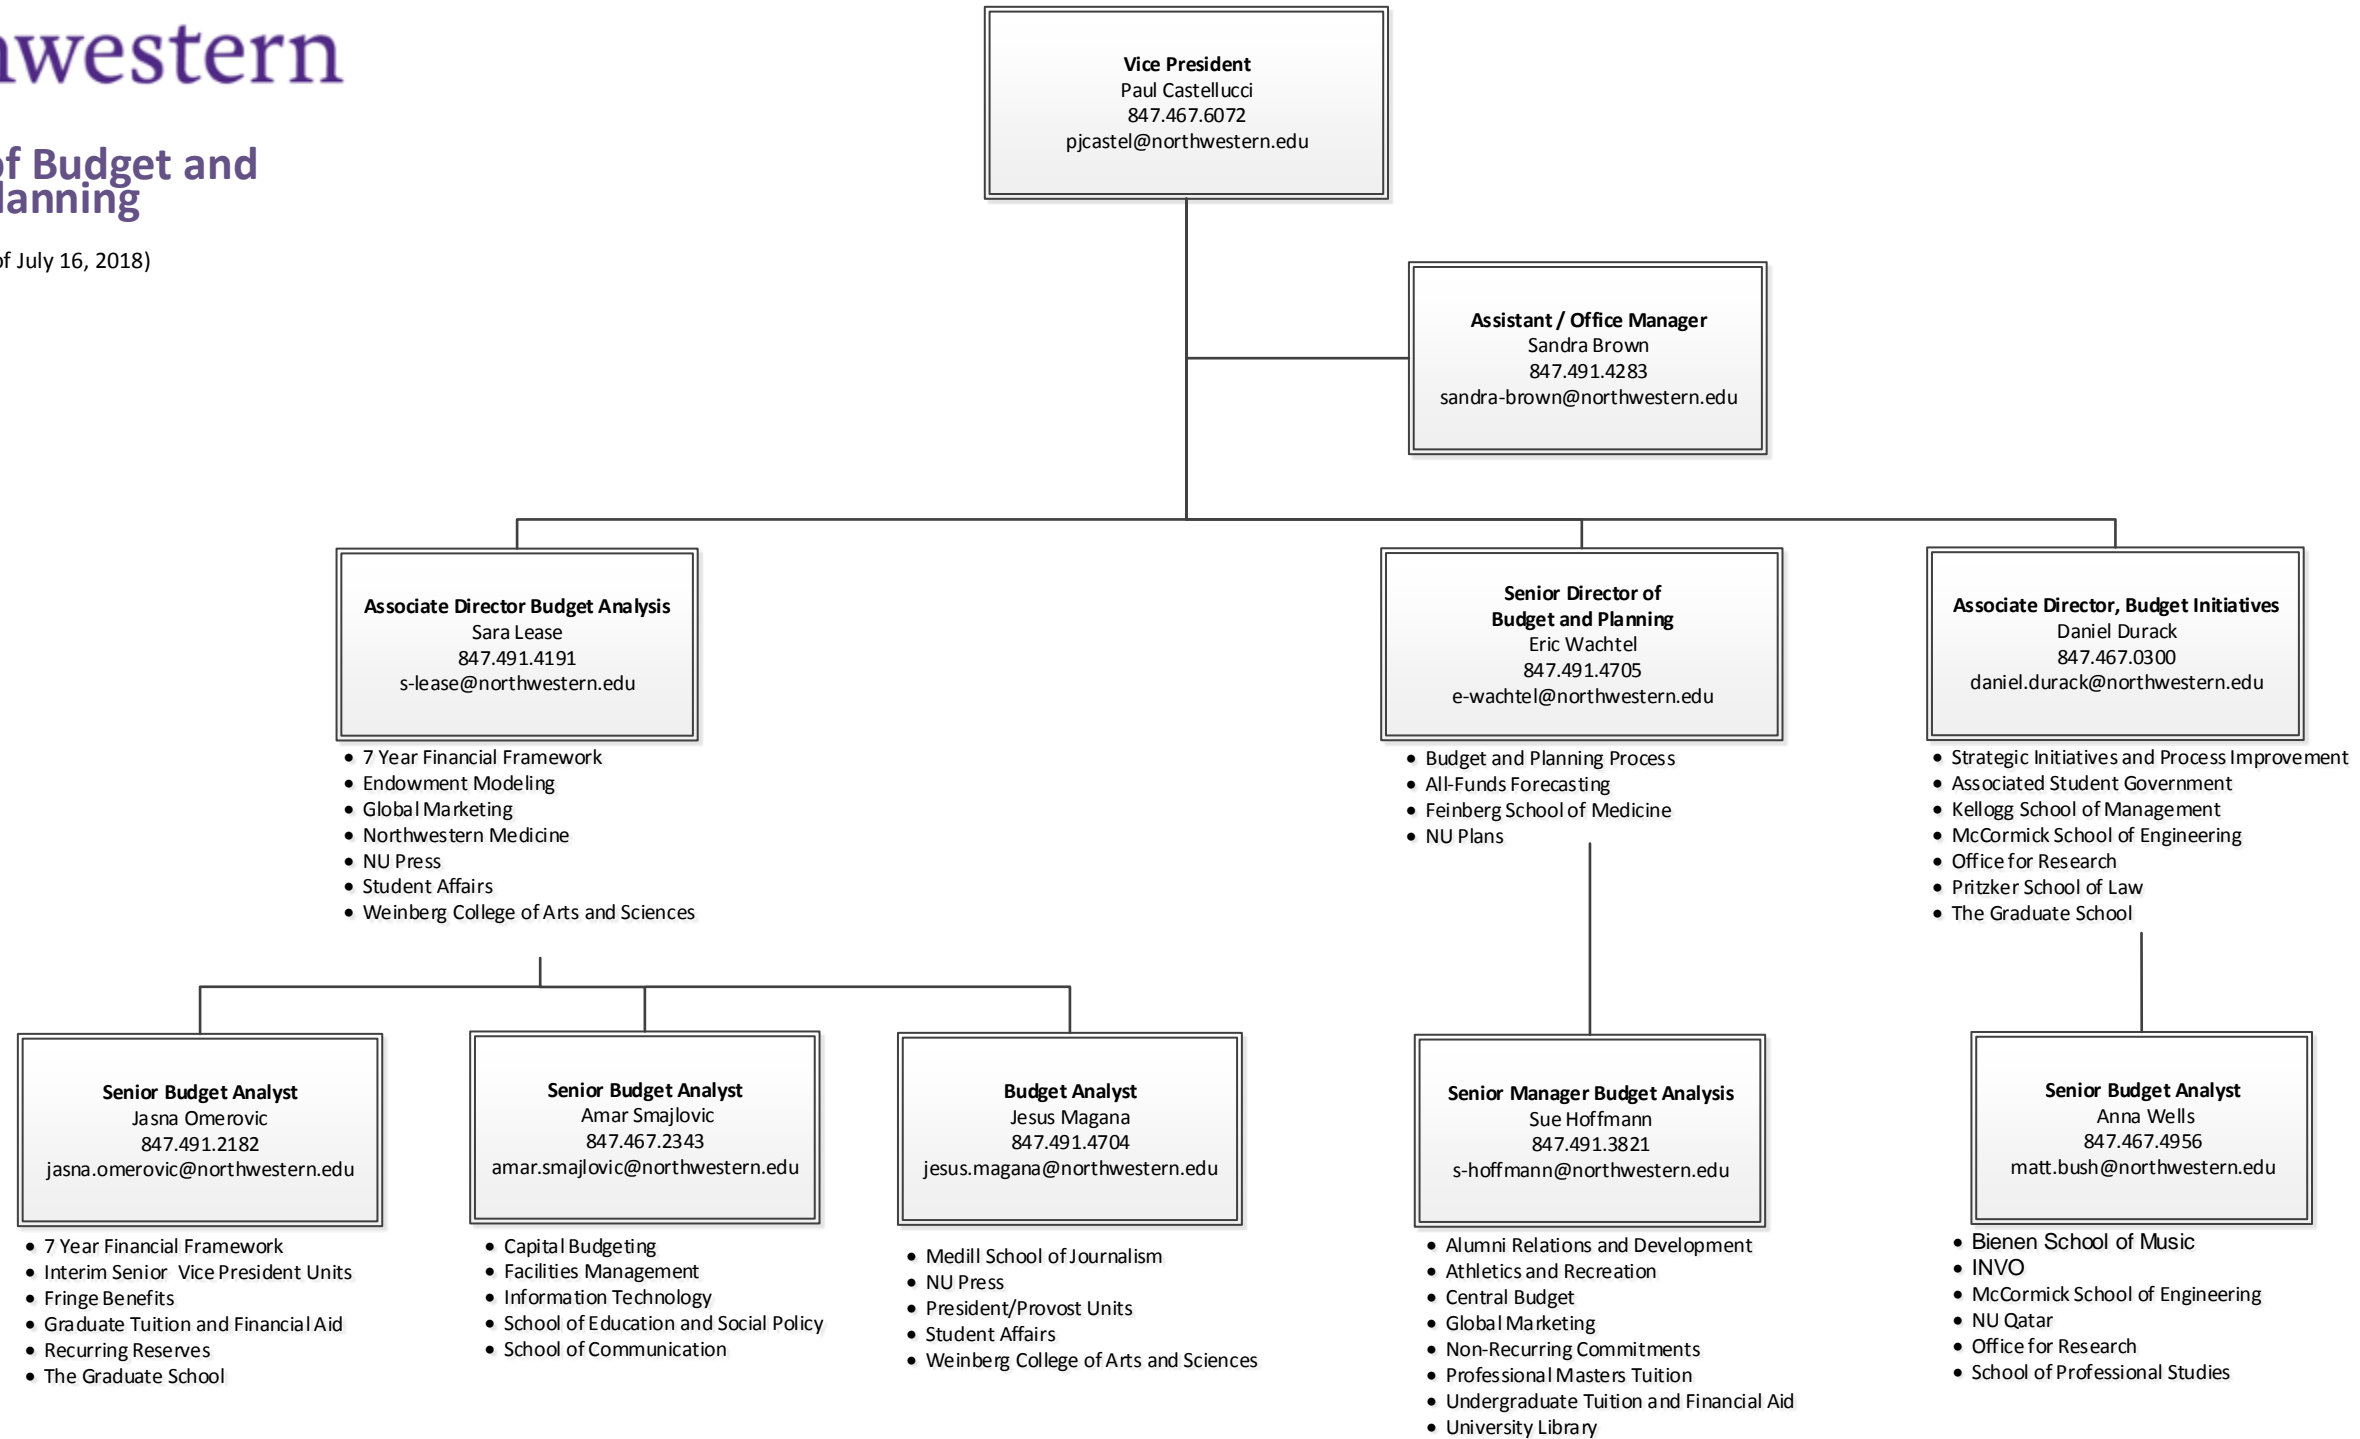 nwestern
of Budget and
lanning
of July 16, 2018)
Vice President
Paul Castellucci
847.467.6072
pjcastel@northwestern.edu
Assistant / Office Manager
Sandra Brown
847.491.4283
sandra-brown@northwestern.edu
Associate Director Budget Analysis
Sara Lease
847.491.4191
s-lease@northwestern.edu
• 7 Year Financial Framework
• Endowment Modeling
• Global Marketing
• Northwestern Medicine
• NU Press
• Student Affairs
• Weinberg College of Arts and Sciences
Senior Director of
Budget and Planning
Eric Wachtel
847.491.4705
e-wachtel@northwestern.edu
• Budget and Planning Process
• All-Funds Forecasting
• Feinberg School of Medicine
• NU Plans
Associate Director, Budget Initiatives
Daniel Durack
847.467.0300
daniel.durack@northwestern.edu
• Strategic Initiatives and Process Improvement
• Associated Student Government
• Kellogg School of Management
• McCormick School of Engineering
• Office for Research
• Pritzker School of Law
• The Graduate School
Senior Budget Analyst
Jasna Omerovic
847.491.2182
jasna.omerovic@northwestern.edu
• 7 Year Financial Framework
• Interim Senior Vice President Units
• Fringe Benefits
• Graduate Tuition and Financial Aid
• Recurring Reserves
• The Graduate School
Senior Budget Analyst
Amar Smajlovic
847.467.2343
amar.smajlovic@northwestern.edu
• Capital Budgeting
• Facilities Management
• Information Technology
• School of Education and Social Policy
• School of Communication
Budget Analyst
Jesus Magana
847.491.4704
jesus.magana@northwestern.edu
• Medill School of Journalism
• NU Press
• President/Provost Units
• Student Affairs
• Weinberg College of Arts and Sciences
Senior Manager Budget Analysis
Sue Hoffmann
847.491.3821
s-hoffmann@northwestern.edu
• Alumni Relations and Development
• Athletics and Recreation
• Central Budget
• Global Marketing
• Non-Recurring Commitments
• Professional Masters Tuition
• Undergraduate Tuition and Financial Aid
• University Library
Senior Budget Analyst
Anna Wells
847.467.4956
matt.bush@northwestern.edu
• Bienen School of Music
• INVO
• McCormick School of Engineering
• NU Qatar
• Office for Research
• School of Professional Studies